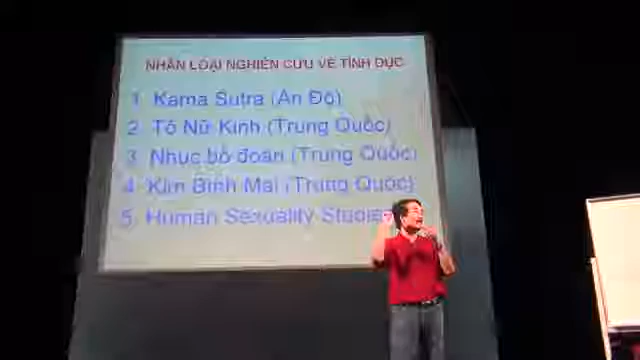 NHÂN LOẠI NGHIÊN CỨU VỀ TÌNH DỤC
1. Kama Sutra (Ấn Độ)
2. Tố Nữ Kinh (Trung Quốc)
3. Nhục bồ đoàn (Trung Quốc)
4. Kim Bình Mai (Trung Quốc)
5. Human Sexuality Studies